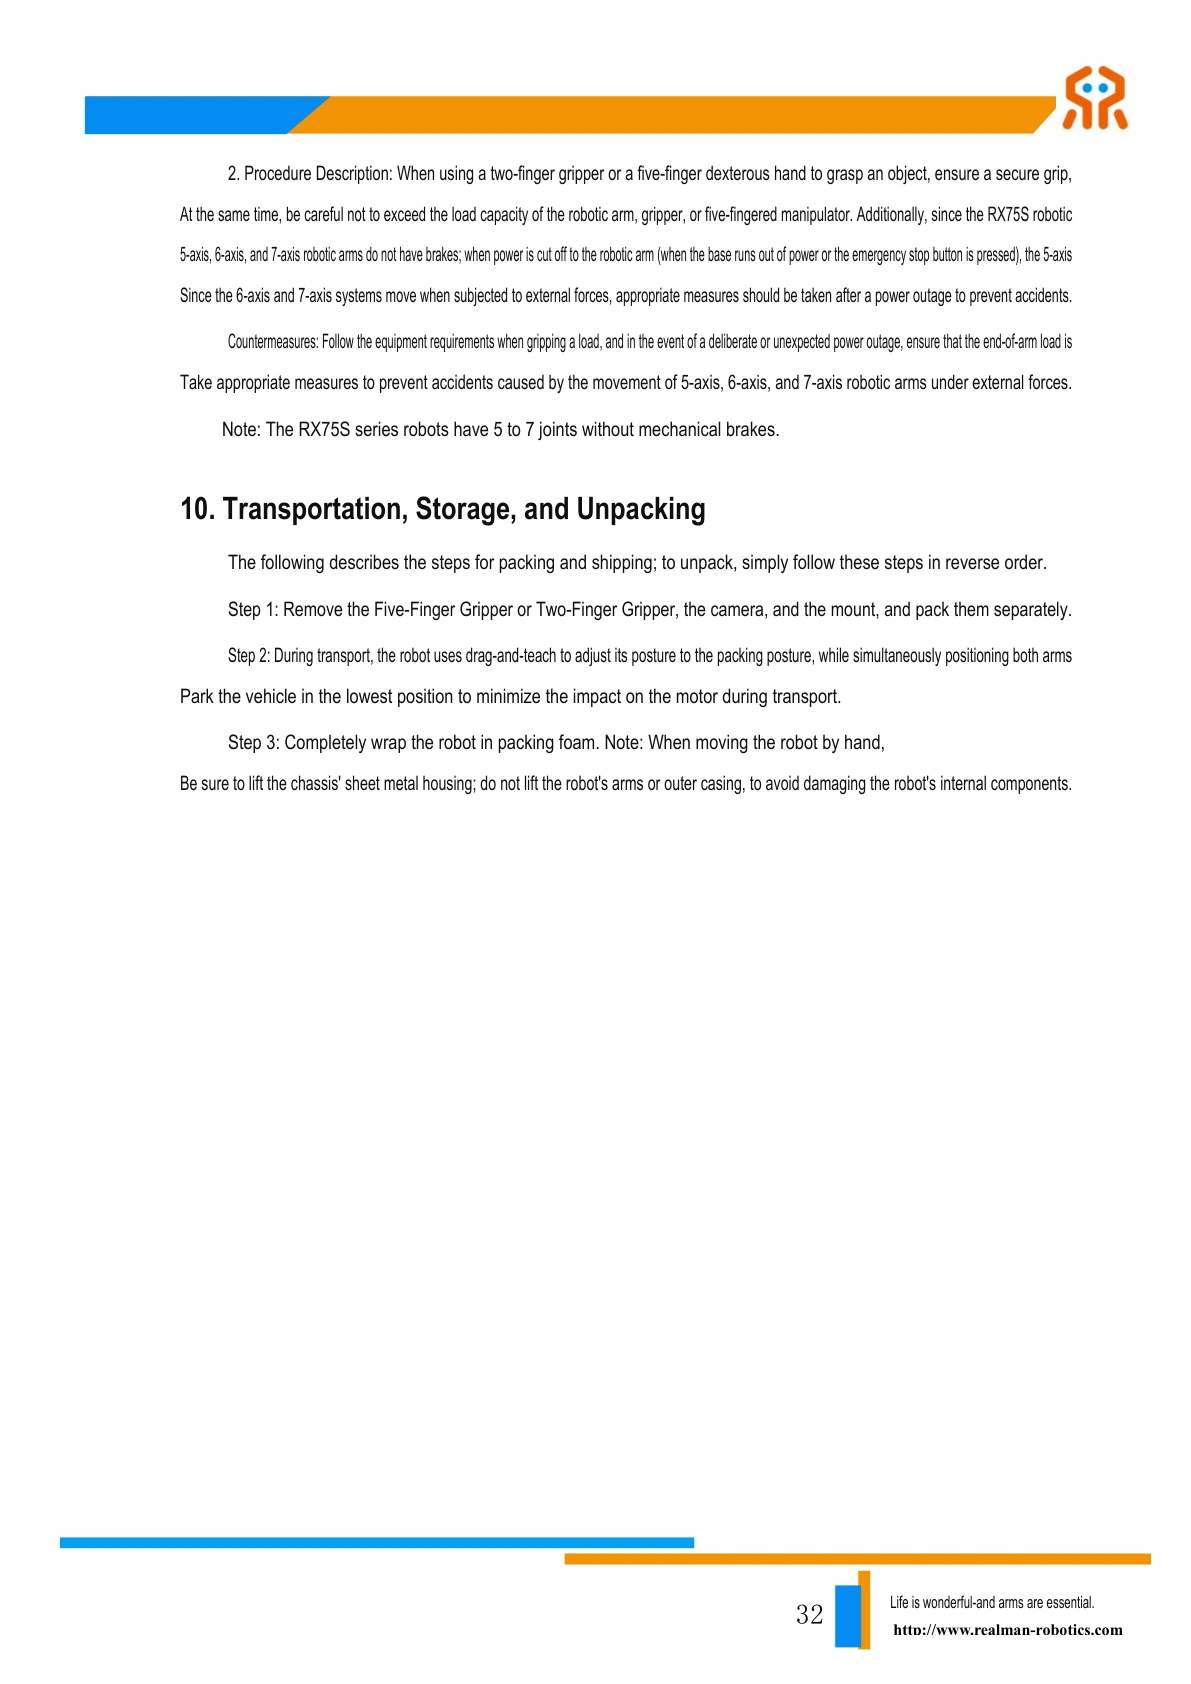 2. Procedure Description: When using a two-finger gripper or a five-finger dexterous hand to grasp an object, ensure a secure grip,
At the same time, be careful not to exceed the load capacity of the robotic arm, gripper, or five-fingered manipulator. Additionally, since the RX75S robotic
5-axis, 6-axis, and 7-axis robotic arms do not have brakes; when power is cut off to the robotic arm (when the base runs out of power or the emergency stop button is pressed), the 5-axis
Since the 6-axis and 7-axis systems move when subjected to external forces, appropriate measures should be taken after a power outage to prevent accidents.
Countermeasures: Follow the equipment requirements when gripping a load, and in the event of a deliberate or unexpected power outage, ensure that the end-of-arm load is
Take appropriate measures to prevent accidents caused by the movement of 5-axis, 6-axis, and 7-axis robotic arms under external forces.
Note: The RX75S series robots have 5 to 7 joints without mechanical brakes.
10. Transportation, Storage, and Unpacking
The following describes the steps for packing and shipping; to unpack, simply follow these steps in reverse order.
Step 1: Remove the Five-Finger Gripper or Two-Finger Gripper, the camera, and the mount, and pack them separately.
Step 2: During transport, the robot uses drag-and-teach to adjust its posture to the packing posture, while simultaneously positioning both arms
Park the vehicle in the lowest position to minimize the impact on the motor during transport.
Step 3: Completely wrap the robot in packing foam. Note: When moving the robot by hand,
Be sure to lift the chassis' sheet metal housing; do not lift the robot's arms or outer casing, to avoid damaging the robot's internal components.
32
Life is wonderful-and arms are essential.
http://www.realman-robotics.com